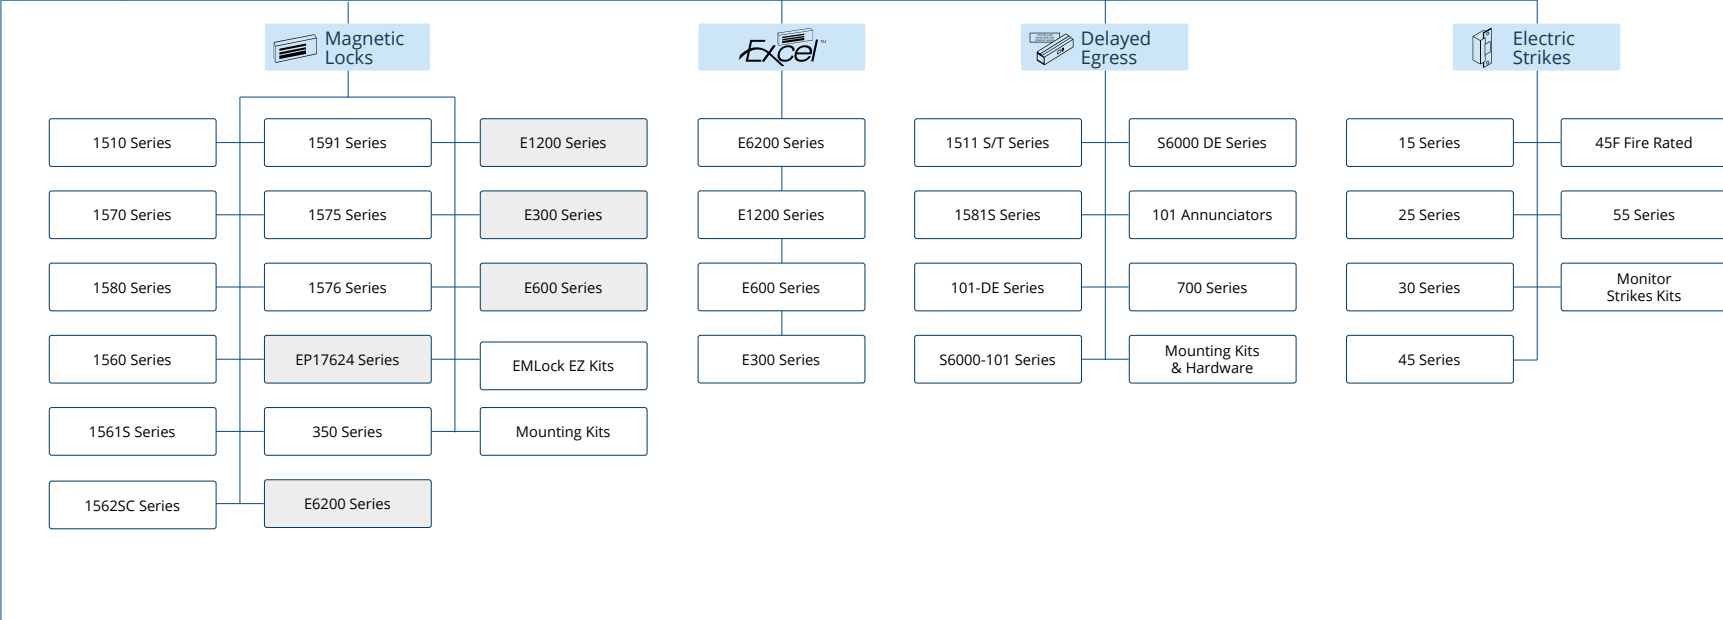 Magnetic
Locks
Excel™
Delayed
Egress
Electric
Strikes
1510 Series
1591 Series
E1200 Series
1570 Series
1575 Series
E300 Series
1580 Series
1576 Series
E600 Series
1560 Series
EP17624 Series
EMLock EZ Kits
1561S Series
350 Series
Mounting Kits
1562SC Series
E6200 Series
E6200 Series
E1200 Series
E600 Series
E300 Series
1511 S/T Series
S6000 DE Series
1581S Series
101 Annunciators
101-DE Series
700 Series
S6000-101 Series
Mounting Kits
& Hardware
15 Series
45F Fire Rated
25 Series
55 Series
30 Series
Monitor
Strikes Kits
45 Series